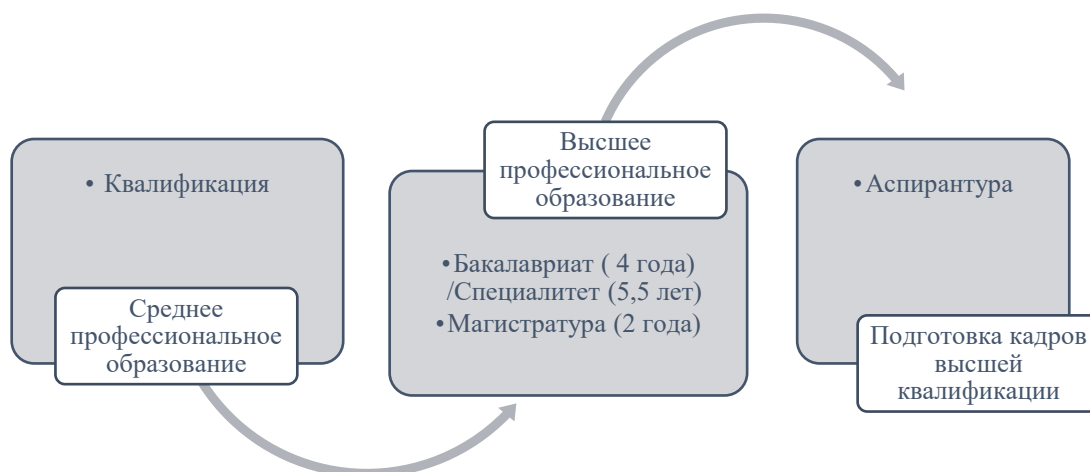 • Квалификация
Среднее
профессиональное
образование
Высшее
профессиональное
образование
•Бакалавриат ( 4 года)
/Специалитет (5,5 лет)
•Магистратура (2 года)
•Аспирантура
Подготовка кадров
высшей
квалификации